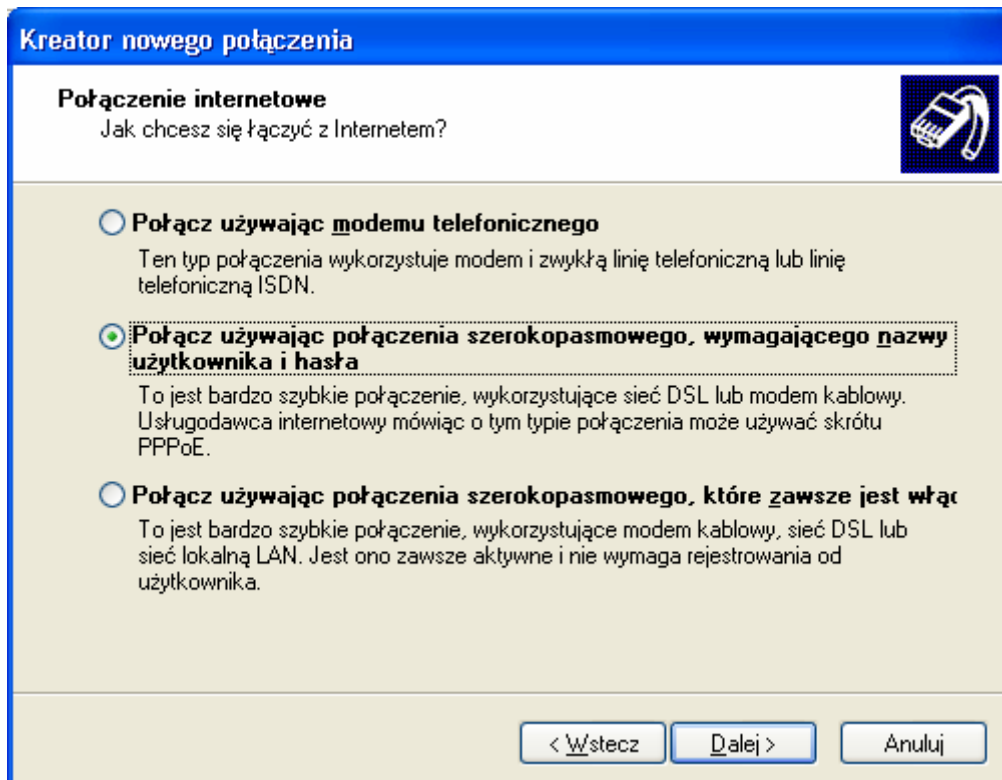 Kreator nowego połączenia
Połączenie internetowe
Jak chcesz się łączyć z Internetem?
Połącz używając modemu telefonicznego
Ten typ połączenia wykorzystuje modem i zwykłą linię telefoniczną lub linię
telefoniczną ISDN.
Połącz używając połączenia szerokopasmowego, wymagającego nazwy
użytkownika i hasła
To jest bardzo szybkie połączenie, wykorzystujące sieć DSL lub modem kablowy.
Usługodawca internetowy mówiąc o tym typie połączenia może używać skrótu
PPPoE.
Połącz używając połączenia szerokopasmowego, które zawsze jest włąc
To jest bardzo szybkie połączenie, wykorzystujące modem kablowy, sieć DSL lub
sieć lokalną LAN. Jest ono zawsze aktywne i nie wymaga rejestrowania od
użytkownika.
< Wstecz Dalej > Anuluj